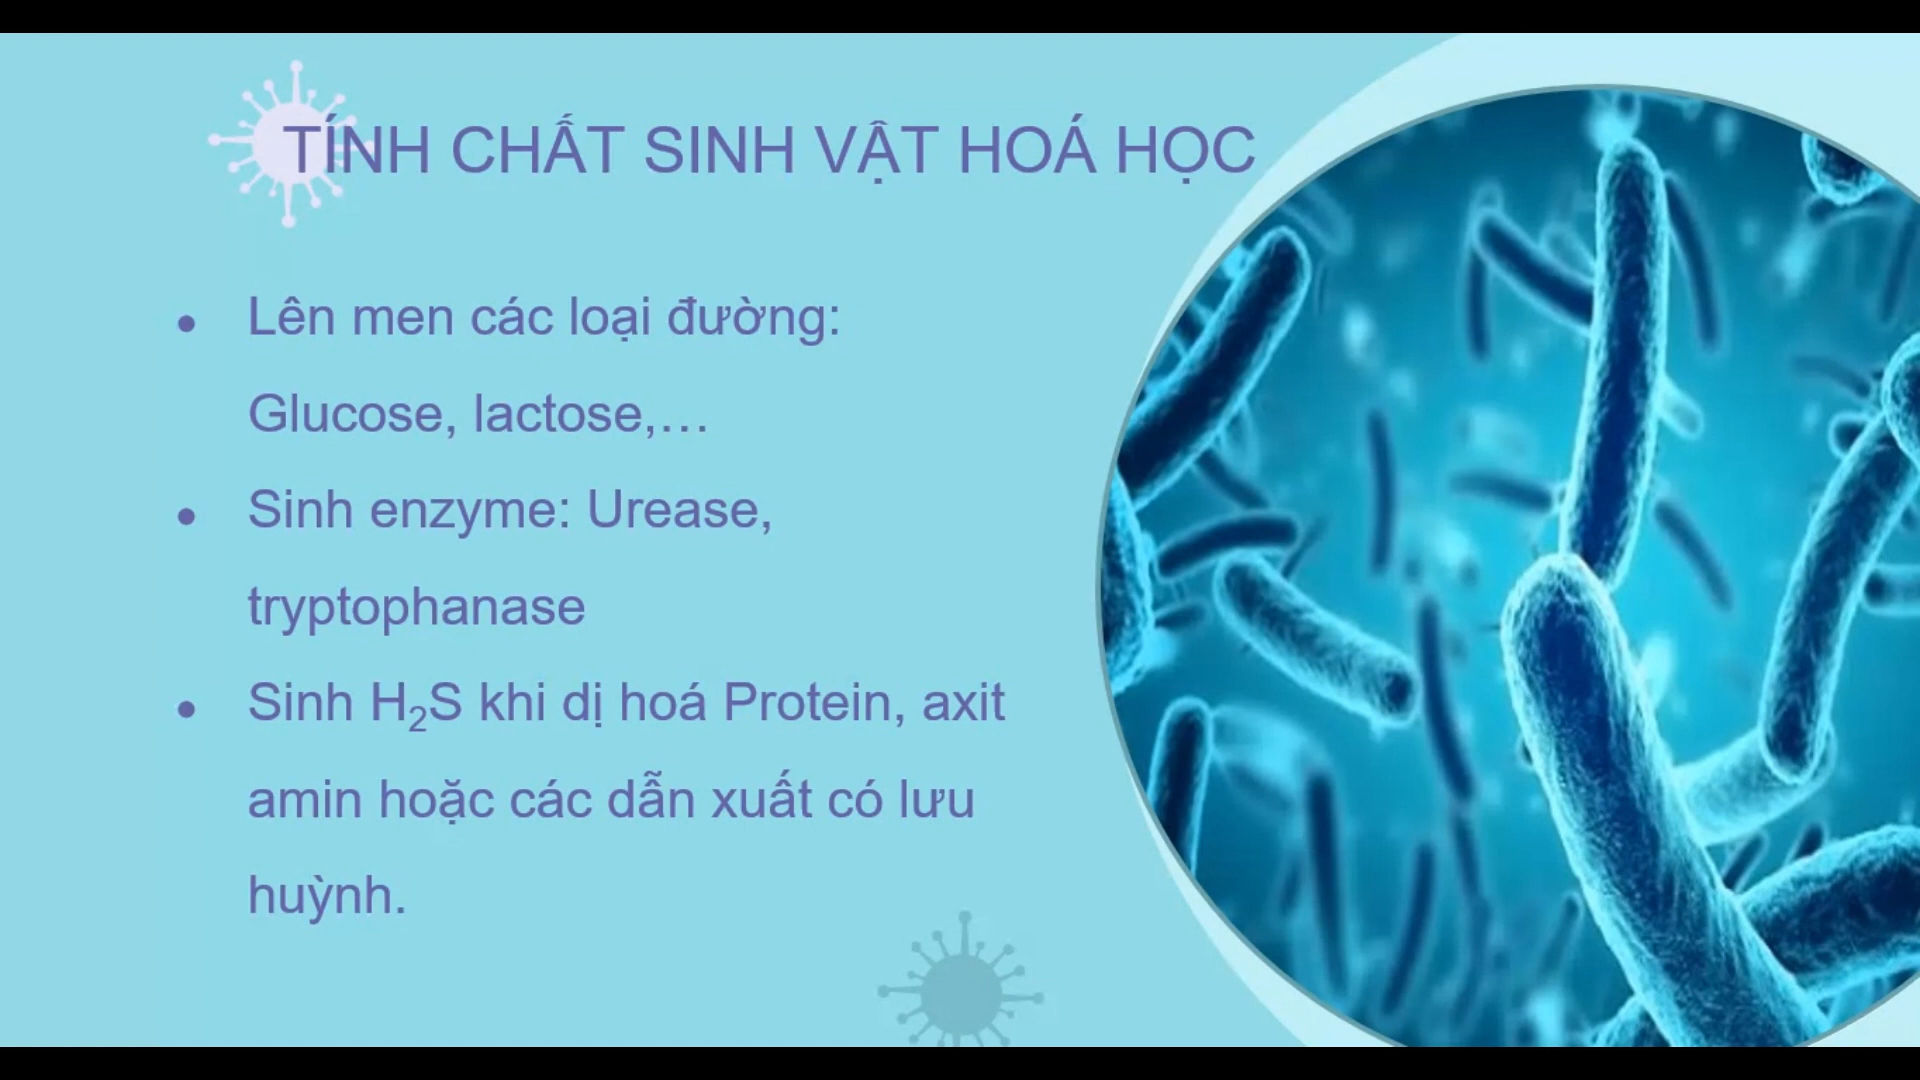 TÍNH CHẤT SINH VẬT HOÁ HỌC
• Lên men các loại đường:
Glucose, lactose,…
• Sinh enzyme: Urease,
tryptophanase
• Sinh H₂S khi dị hoá Protein, axit
amin hoặc các dẫn xuất có lưu
huỳnh.